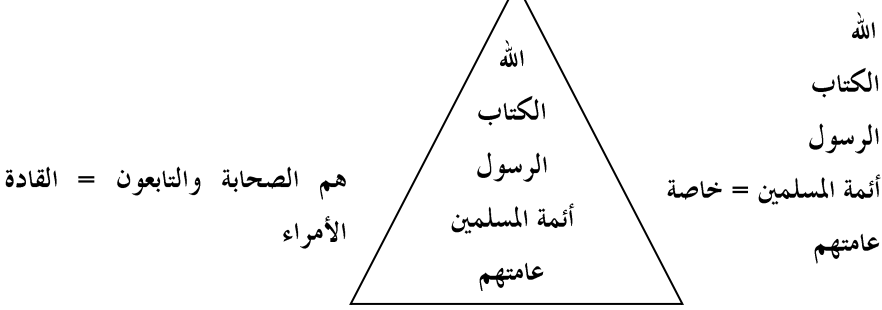 الله
الكتاب
الرسول
أئمة المسلمين = خاصة
عامتهم
الله
الكتاب
الرسول
أئمة المسلمين
عامتهم
هم الصحابة والتابعون = القادة
الأمراء